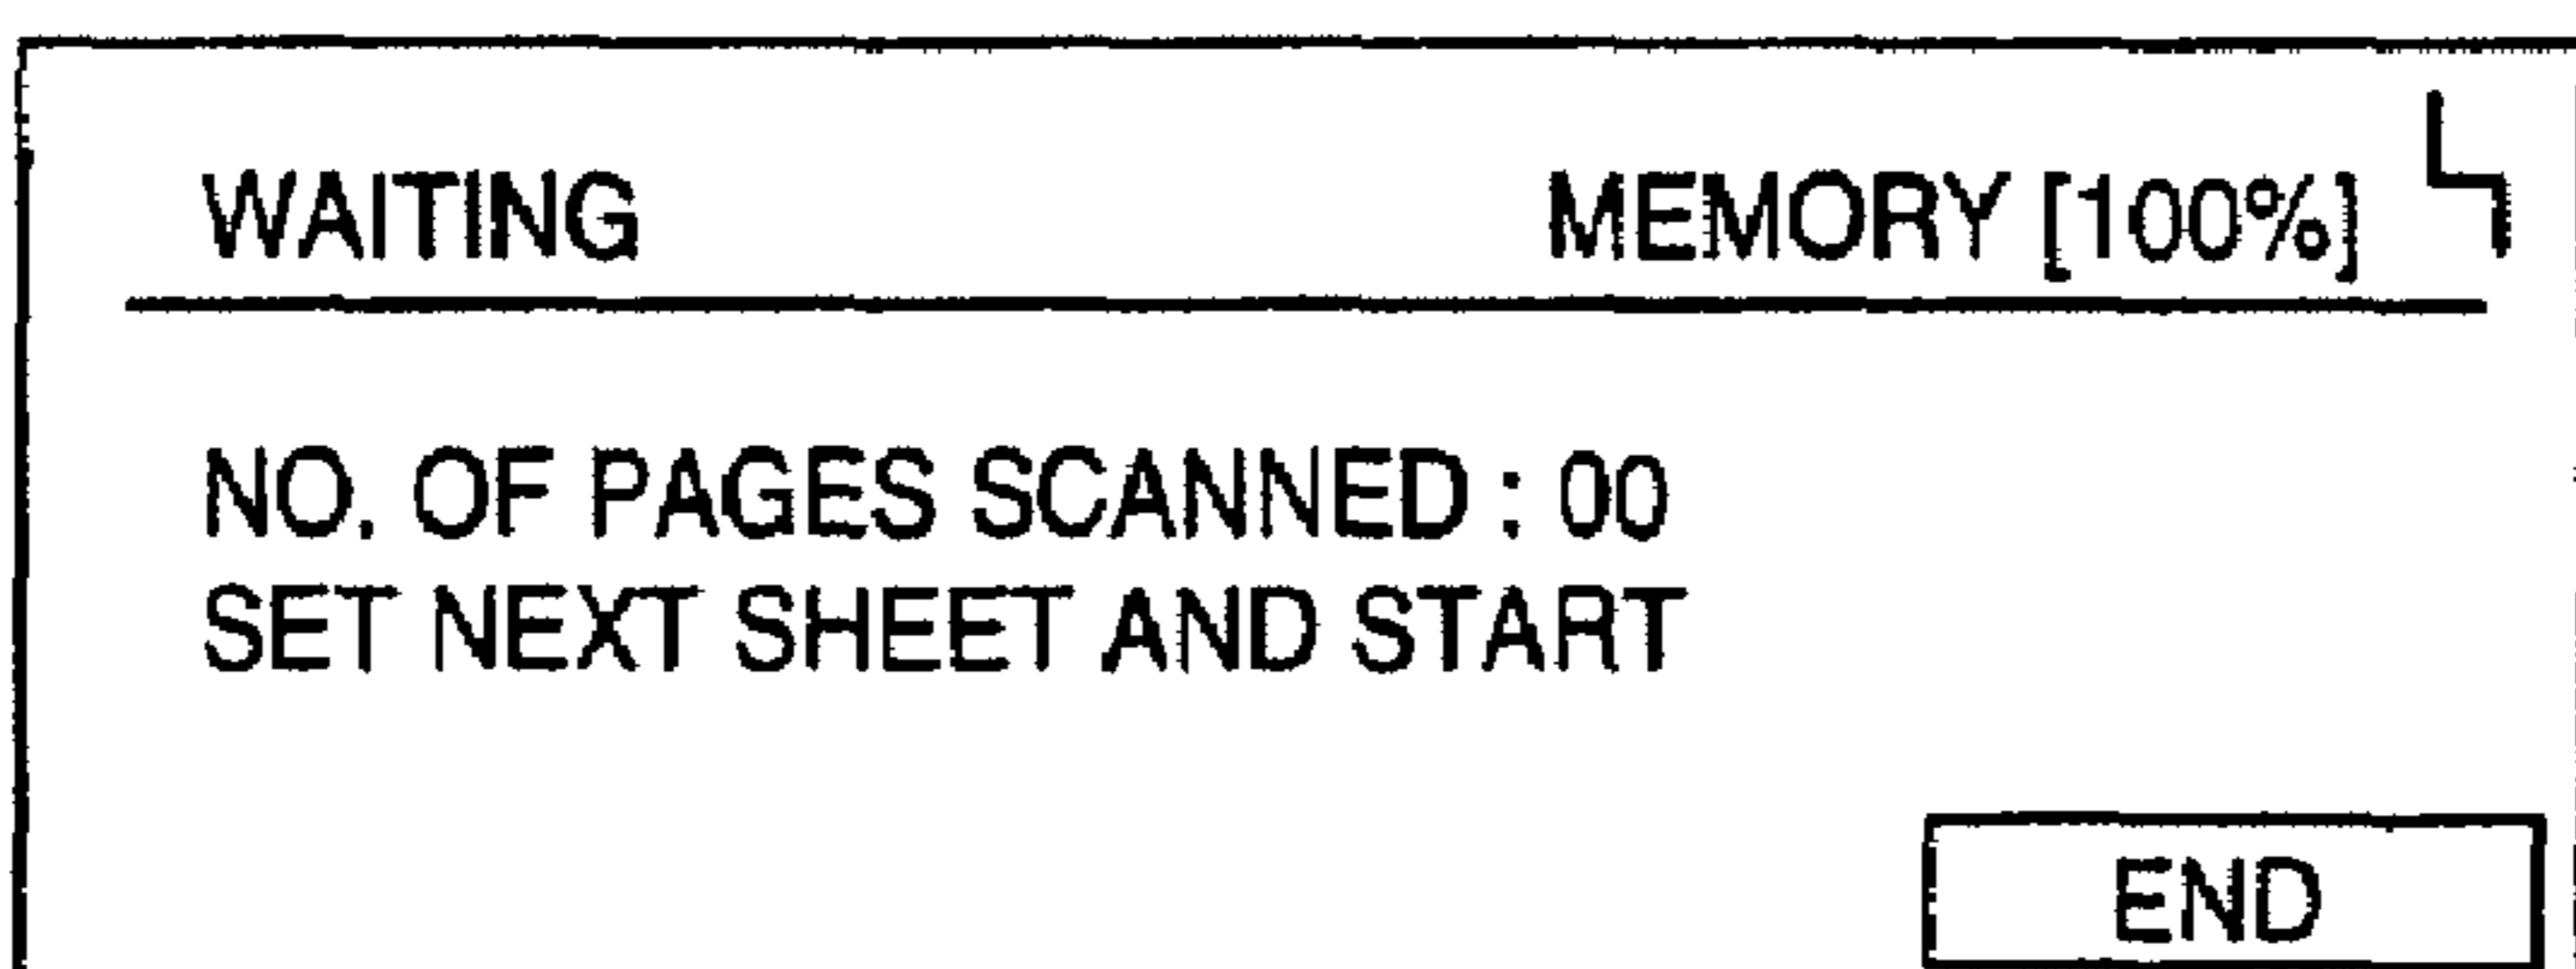 WAITING MEMORY [100%]
NO. OF PAGES SCANNED : 00
SET NEXT SHEET AND START
END